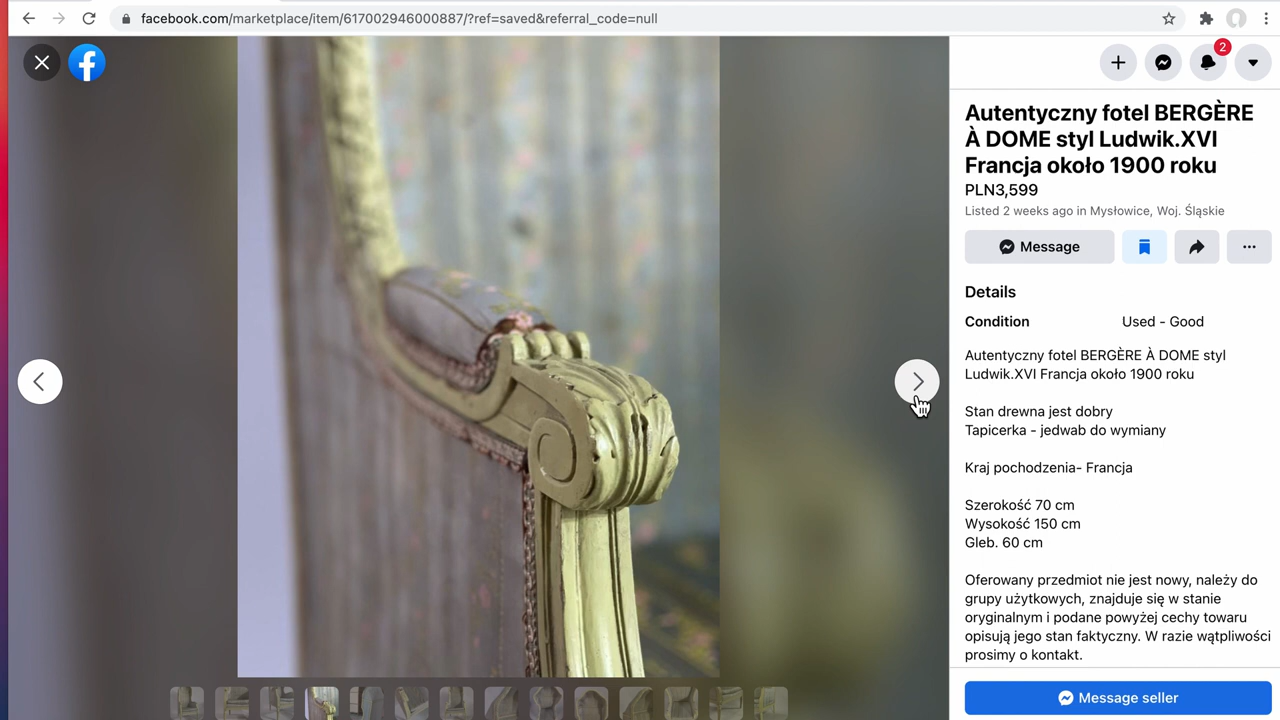 facebook.com/marketplace/item/617002946000887/?ref=saved&referral_code=null
2
Autentyczny fotel BERGÈRE
À DOME styl Ludwik.XVI
Francja około 1900 roku
PLN3,599
Listed 2 weeks ago in Mysłowice, Woj. Śląskie
Message
Details
Condition Used - Good
Autentyczny fotel BERGÈRE À DOME styl
Ludwik.XVI Francja około 1900 roku
Stan drewna jest dobry
Tapicerka - jedwab do wymiany
Kraj pochodzenia- Francja
Szerokość 70 cm
Wysokość 150 cm
Gleb. 60 cm
Oferowany przedmiot nie jest nowy, należy do
grupy użytkowych, znajduje się w stanie
oryginalnym i podane powyżej cechy towaru
opisują jego stan faktyczny. W razie wątpliwości
prosimy o kontakt.
Message seller